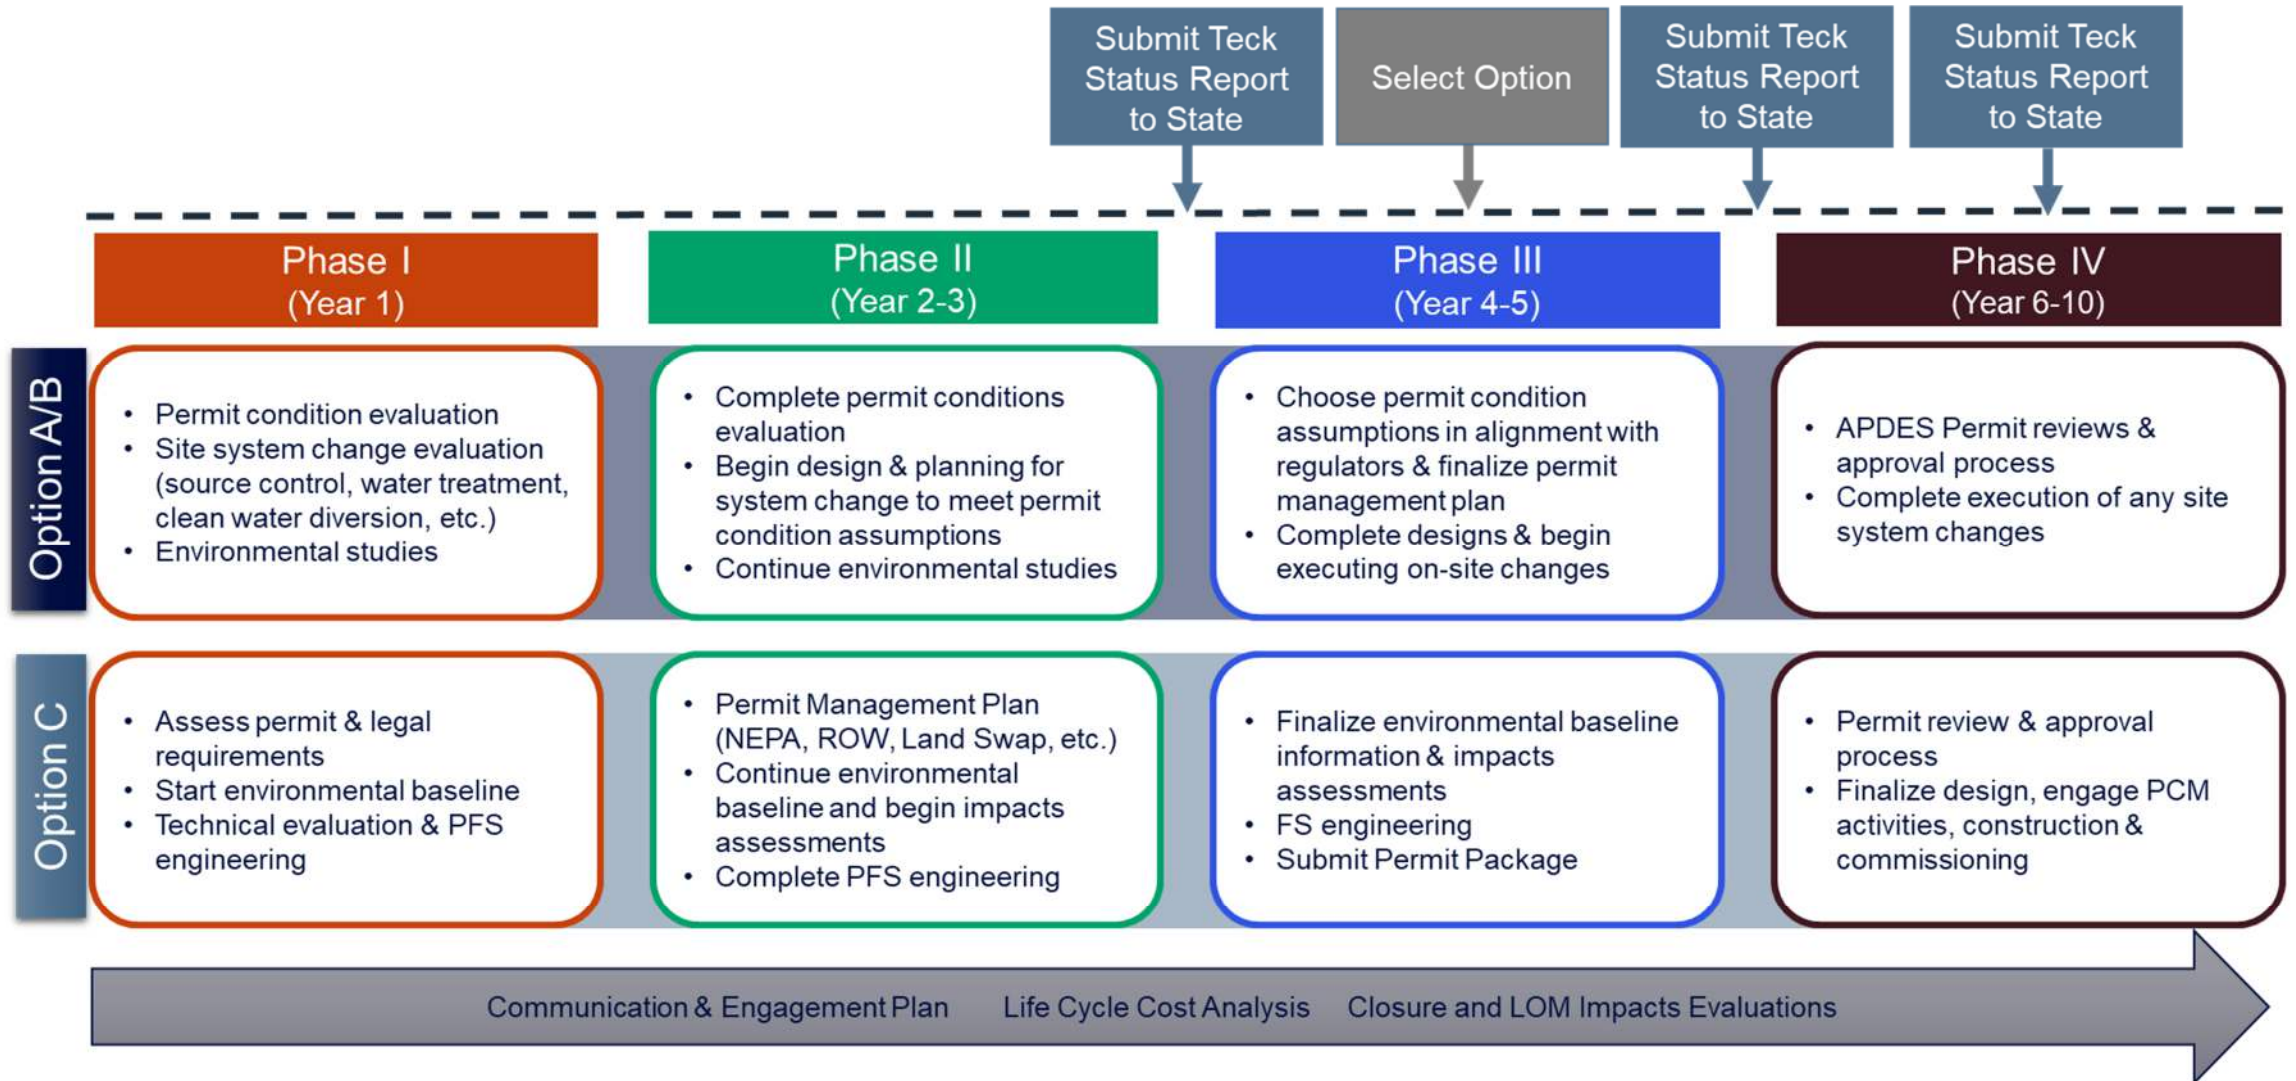 Submit Teck
Status Report
to State
Select Option
Submit Teck
Status Report
to State
Submit Teck
Status Report
to State
Phase I
(Year 1)
Phase II
(Year 2-3)
Phase III
(Year 4-5)
Phase IV
(Year 6-10)
Option A/B
• Permit condition evaluation
• Site system change evaluation
(source control, water treatment,
clean water diversion, etc.)
• Environmental studies
• Complete permit conditions
evaluation
• Begin design & planning for
system change to meet permit
condition assumptions
• Continue environmental studies
• Choose permit condition
assumptions in alignment with
regulators & finalize permit
management plan
• Complete designs & begin
executing on-site changes
• APDES Permit reviews &
approval process
• Complete execution of any site
system changes
Option C
• Assess permit & legal
requirements
• Start environmental baseline
• Technical evaluation & PFS
engineering
• Permit Management Plan
(NEPA, ROW, Land Swap, etc.)
• Continue environmental
baseline and begin impacts
assessments
• Complete PFS engineering
• Finalize environmental baseline
information & impacts
assessments
• FS engineering
• Submit Permit Package
• Permit review & approval
process
• Finalize design, engage PCM
activities, construction &
commissioning
Communication & Engagement Plan Life Cycle Cost Analysis Closure and LOM Impacts Evaluations